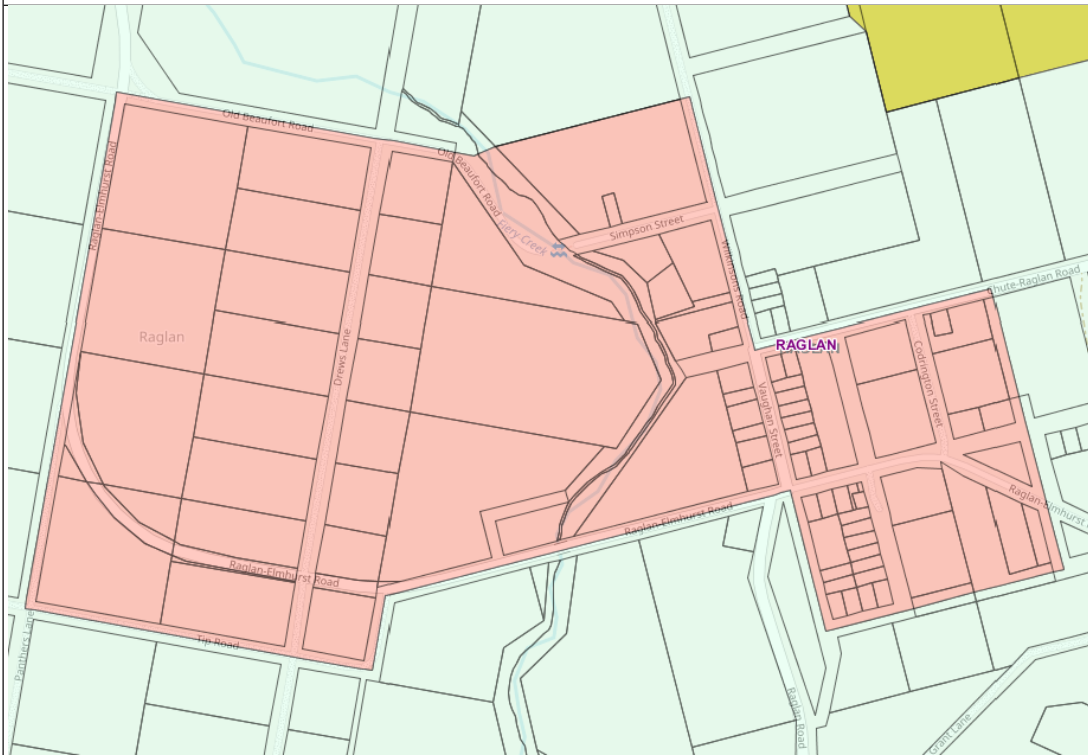 Old Beaufort Road
Raglan-Elmhurst Road
Old Beaufort Road
Fiery Creek
Simpson Street
Wilkinsons Road
Chute-Raglan Road
Raglan
Drews Lane
RAGLAN
Codrington Street
Vaughan Street
Raglan-Elmhurst
Raglan-Elmhurst Road
Raglan-Elmhurst Road
Tip Road
Panthers Lane
Raglan Road
Grant Lane